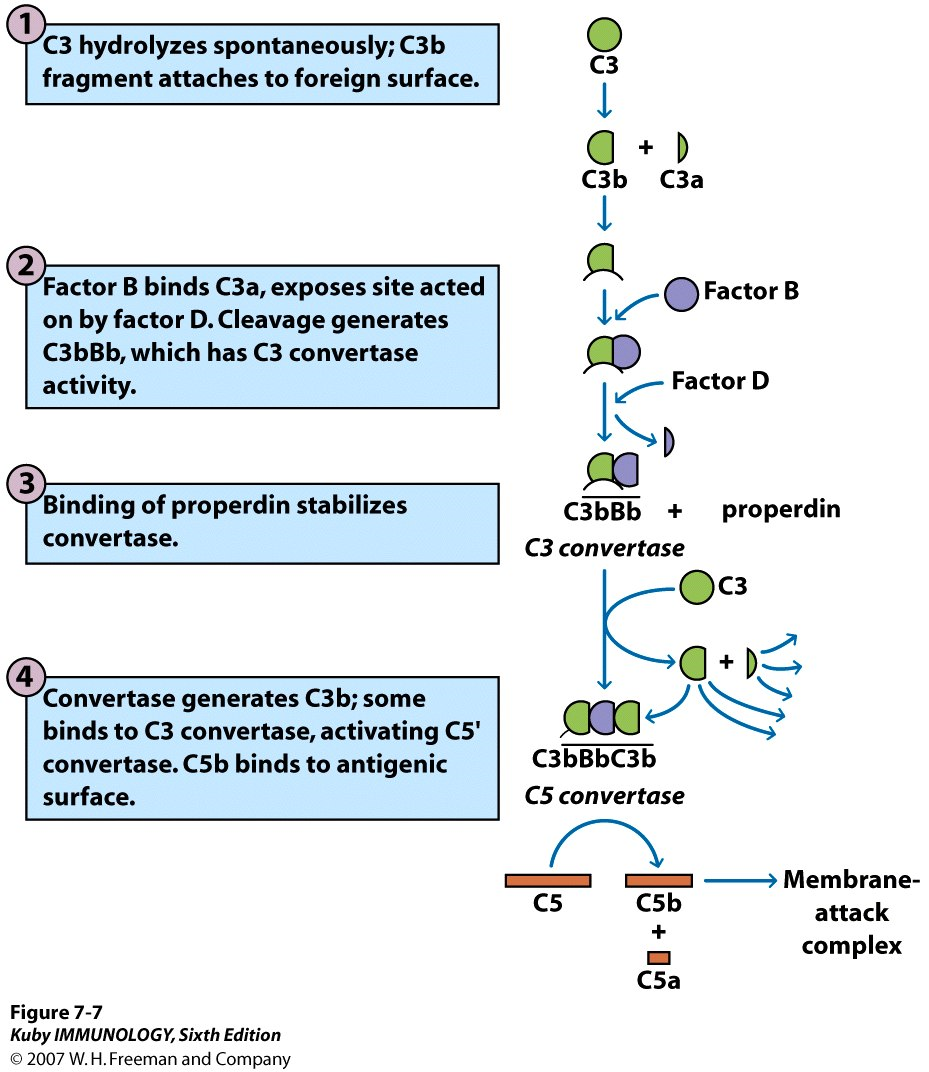 1
C3 hydrolyzes spontaneously; C3b
fragment attaches to foreign surface.
C3
C3b + C3a
2
Factor B binds C3a, exposes site acted
on by factor D. Cleavage generates
C3bBb, which has C3 convertase
activity.
Factor B
Factor D
3
Binding of properdin stabilizes
convertase.
C3bBb + properdin
C3 convertase
C3
+
4
Convertase generates C3b; some
binds to C3 convertase, activating C5'
convertase. C5b binds to antigenic
surface.
C3bBbC3b
C5 convertase
C5
C5b
+
C5a
Membrane-
attack
complex
Figure 7-7
Kuby IMMUNOLOGY, Sixth Edition
© 2007 W. H. Freeman and Company